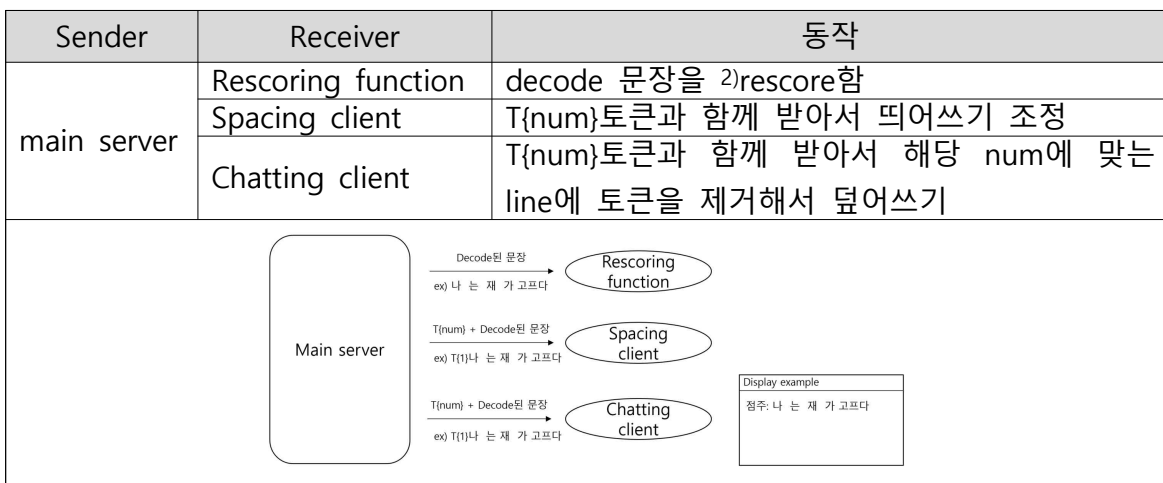 Sender Receiver 동작
main server
Rescoring function decode 문장을 2)rescore함
Spacing client T{num}토큰과 함께 받아서 띄어쓰기 조정
Chatting client T{num}토큰과 함께 받아서 해당 num에 맞는
line에 토큰을 제거해서 덮어쓰기
Main server
Decode된 문장
ex) 나 는 재 가 고프다
Rescoring
function
T{num} + Decode된 문장
ex) T{1}나 는 재 가 고프다
Spacing
client
T{num} + Decode된 문장
ex) T{1}나 는 재 가 고프다
Chatting
client
Display example
점주: 나 는 재 가 고프다